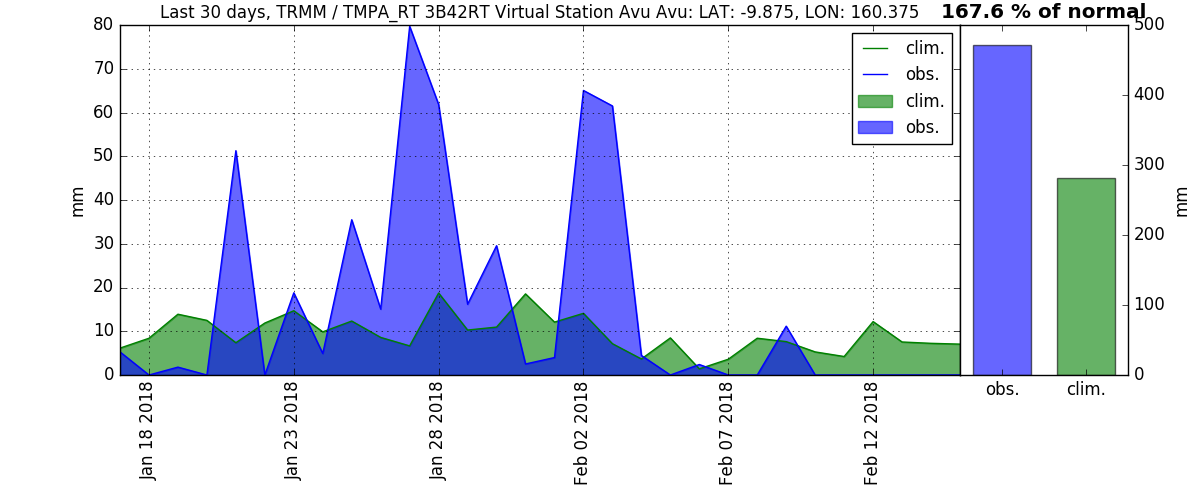 Last 30 days, TRMM / TMPA_RT 3B42RT Virtual Station Avu Avu: LAT: -9.875, LON: 160.375
167.6 % of normal
80
70
60
50
40
30
20
10
0
mm
Jan 18 2018
Jan 23 2018
Jan 28 2018
Feb 02 2018
Feb 07 2018
Feb 12 2018
clim.
obs.
clim.
obs.
500
400
300
200
100
0
mm
obs.
clim.